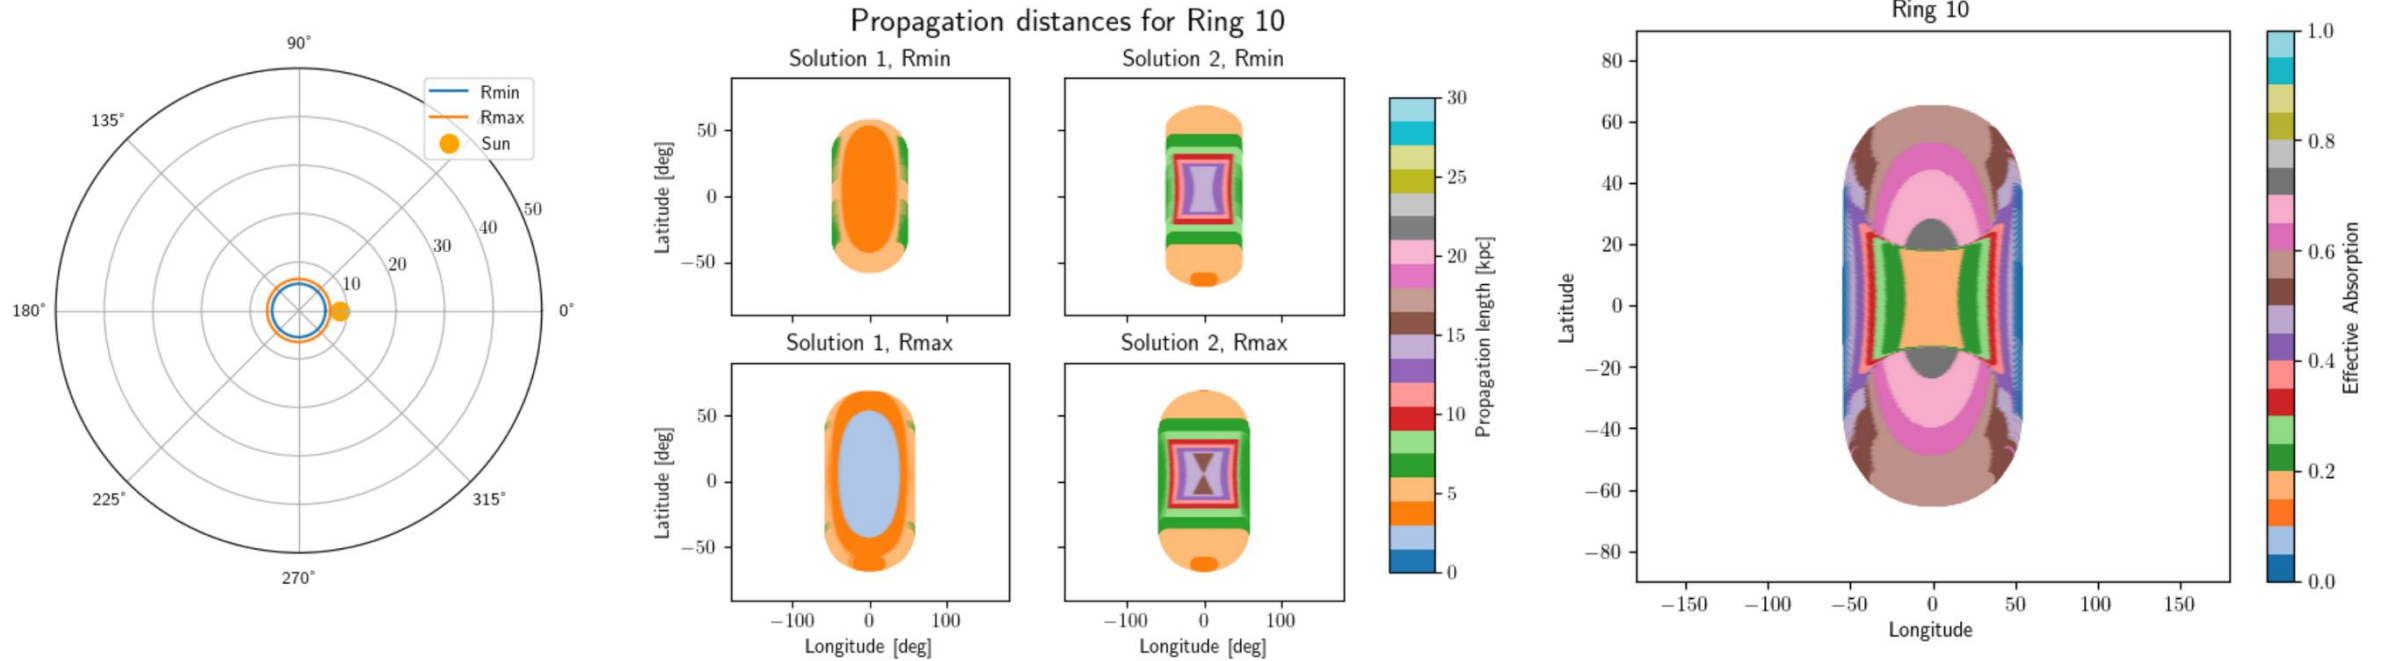 90°
135°
180°
225°
270°
315°
0°
10
20
30
40
50
Rmin
Rmax
Sun
Propagation distances for Ring 10
Solution 1, Rmin
Solution 2, Rmin
Latitude [deg]
50
0
−50
Solution 1, Rmax
Solution 2, Rmax
Latitude [deg]
50
0
−50
−100 0 100
Longitude [deg]
−100 0 100
Longitude [deg]
30
25
20
15
10
5
0
Propagation length [kpc]
Ring 10
80
60
40
20
0
−20
−40
−60
−80
Latitude
−150 −100 −50 0 50 100 150
Longitude
1.0
0.8
0.6
0.4
0.2
0.0
Effective Absorption